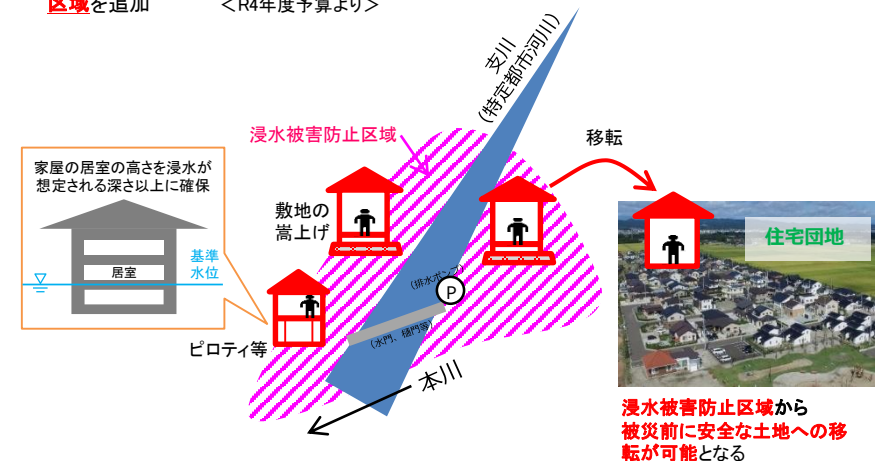 区域を追加 <R4年度予算より>
支川
(特定都市河川)
浸水被害防止区域
移転
家屋の居室の高さを浸水が
想定される深さ以上に確保
居室
基準
水位
敷地の
嵩上げ
住宅団地
(排水ポンプ)
P
(水門、樋門等)
ピロティ等
本川
浸水被害防止区域から
被災前に安全な土地への移
転が可能となる